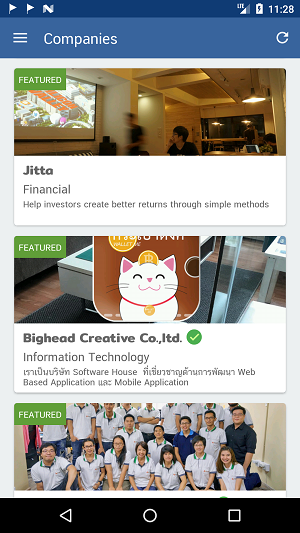 11:28
Companies
FEATURED
Jitta
Financial
Help investors create better returns through simple methods
FEATURED
WALLET
Bighead Creative Co.,ltd.
Information Technology
เราเป็นบริษัท Software House ที่เชี่ยวชาญด้านการพัฒนา Web
Based Application และ Mobile Application
FEATURED